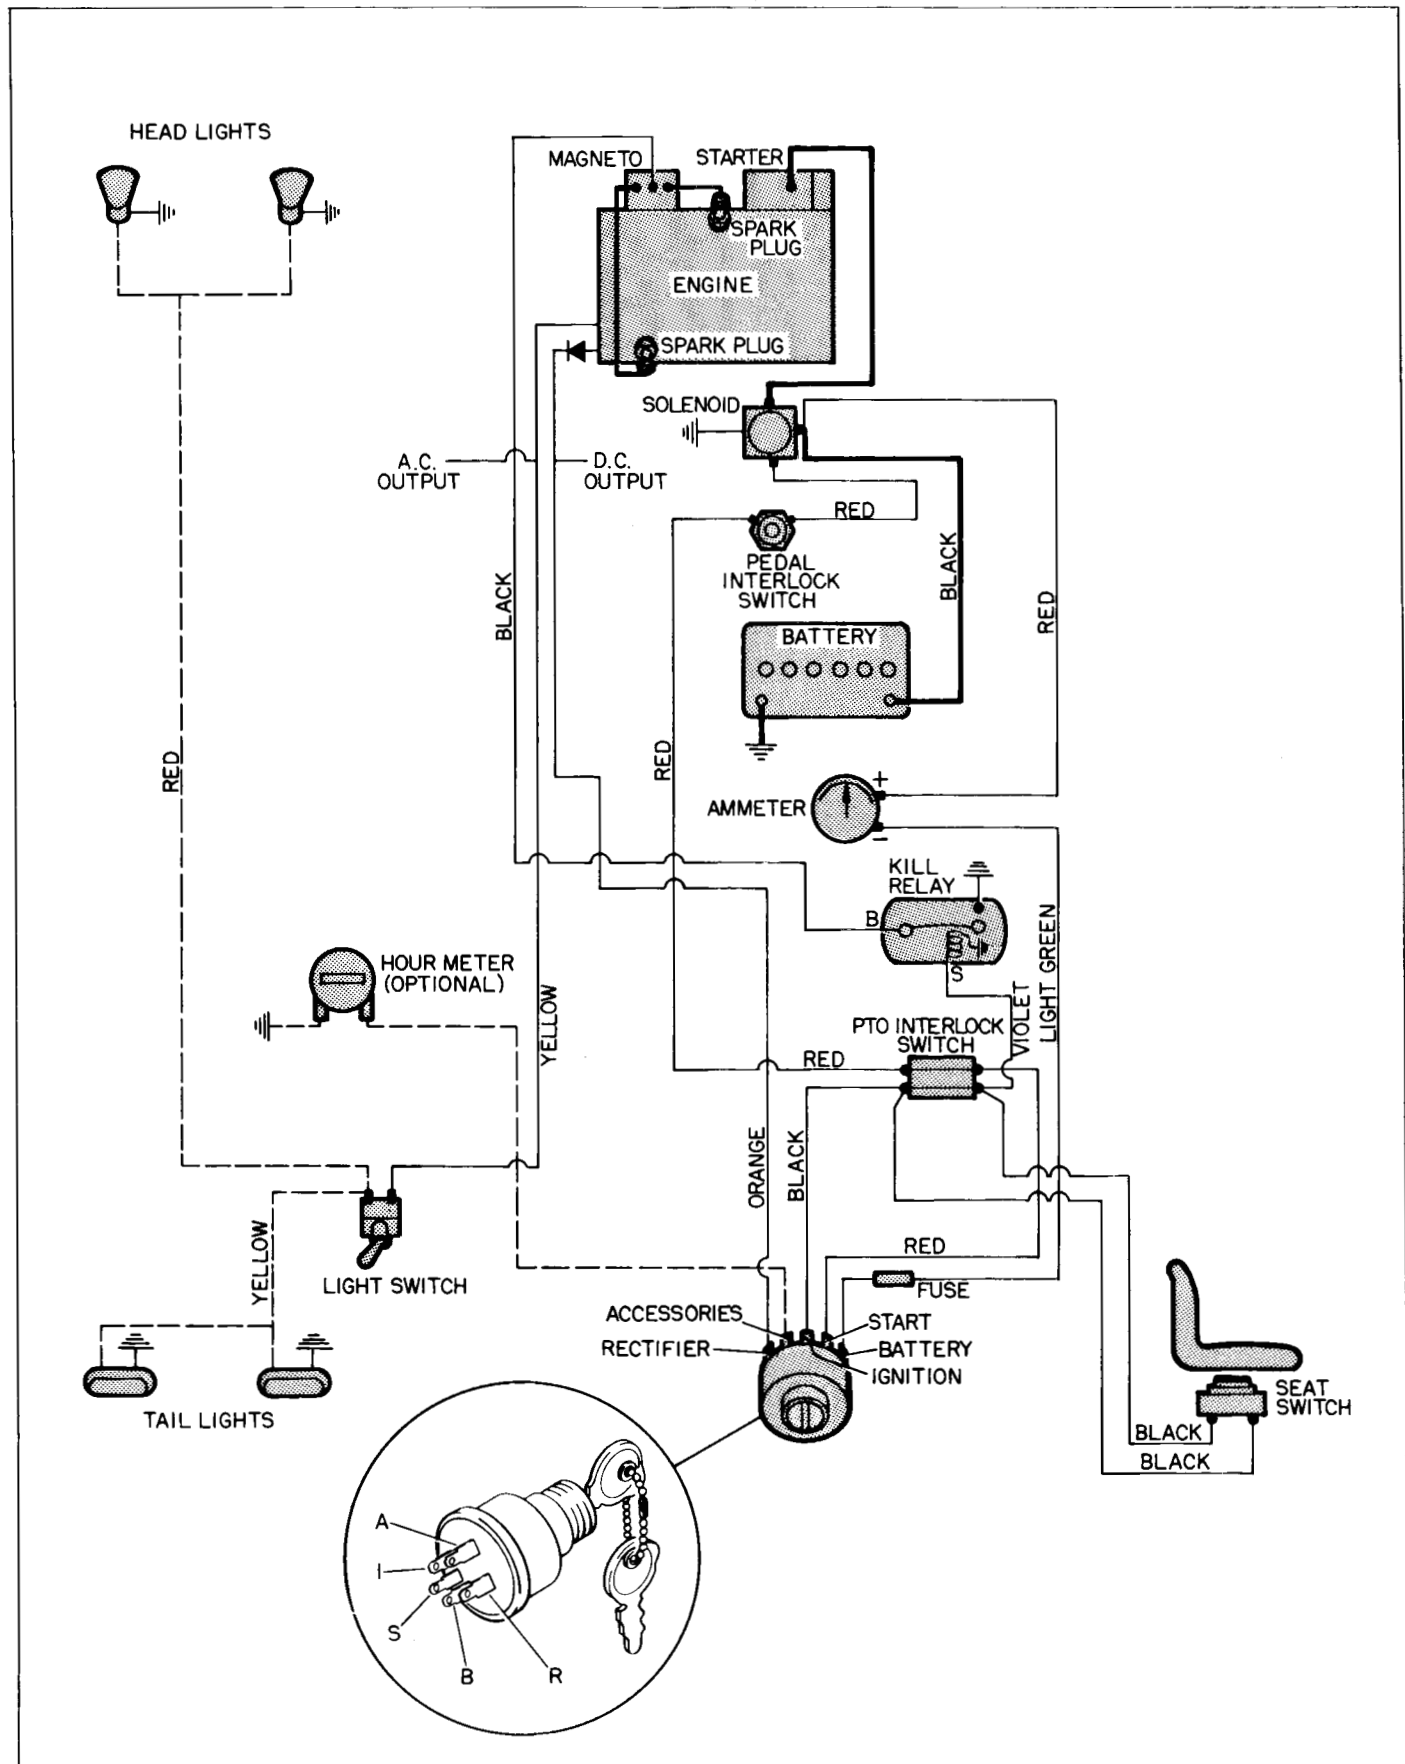 HEAD LIGHTS
MAGNETO
STARTER
SPARK
PLUG
ENGINE
SPARK PLUG
SOLENOID
A.C.
OUTPUT
D.C.
OUTPUT
RED
PEDAL
INTERLOCK
SWITCH
BLACK
BLACK
RED
BATTERY
RED
RED
+
AMMETER
−
KILL
RELAY
B
S
HOUR METER
(OPTIONAL)
YELLOW
VIOLET
LIGHT GREEN
PTO INTERLOCK
SWITCH
RED
ORANGE
BLACK
YELLOW
LIGHT SWITCH
RED
FUSE
ACCESSORIES
START
RECTIFIER
BATTERY
IGNITION
TAIL LIGHTS
SEAT
SWITCH
BLACK
BLACK
A
I
S
B
R